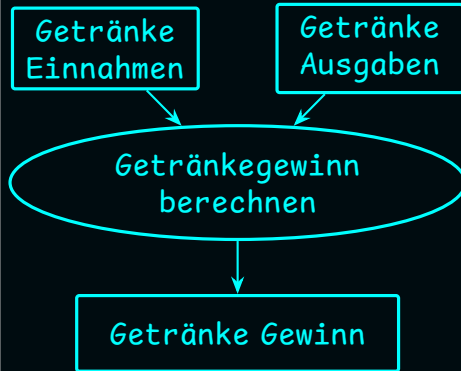 Getränke
Einnahmen
Getränke
Ausgaben
Getränkegewinn
berechnen
Getränke Gewinn